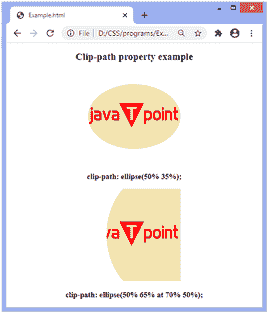 Example.html
File | D:/CSS/programs/Ex...
Clip-path property example
java T point
clip-path: ellipse(50% 35%);
java T point
clip-path: ellipse(50% 65% at 70% 50%);